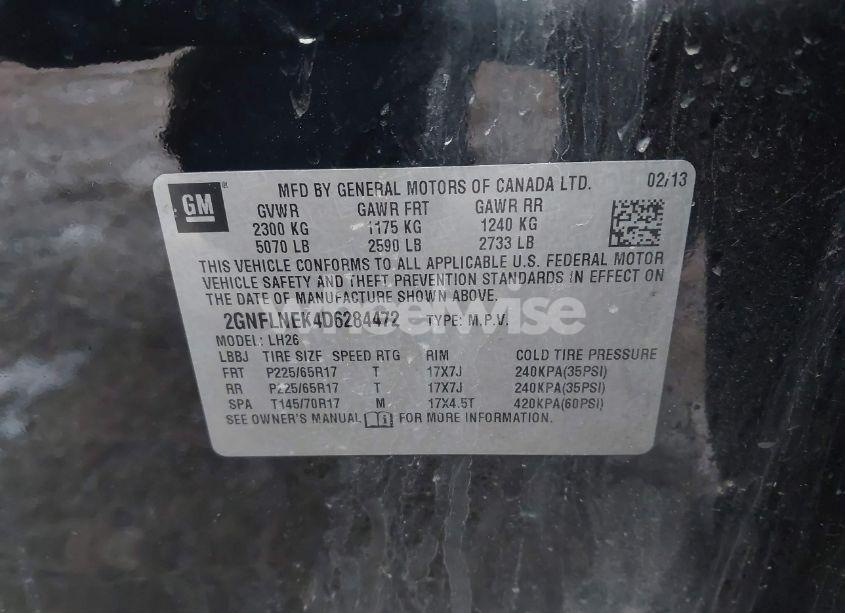 GM
MFD BY GENERAL MOTORS OF CANADA LTD. 02/13
GVWR GAWR FRT GAWR RR
2300 KG 1175 KG 1240 KG
5070 LB 2590 LB 2733 LB
THIS VEHICLE CONFORMS TO ALL APPLICABLE U.S. FEDERAL MOTOR
VEHICLE SAFETY AND THEFT PREVENTION STANDARDS IN EFFECT ON
THE DATE OF MANUFACTURE SHOWN ABOVE.
2GNFLNEK4D6284472 TYPE: M.P.V.
MODEL: LH26
LBBJ TIRE SIZE SPEED RTG RIM COLD TIRE PRESSURE
FRT P225/65R17 T 17X7J 240KPA(35PSI)
RR P225/65R17 T 17X7J 240KPA(35PSI)
SPA T145/70R17 M 17X4.5T 420KPA(60PSI)
SEE OWNER'S MANUAL FOR MORE INFORMATION.